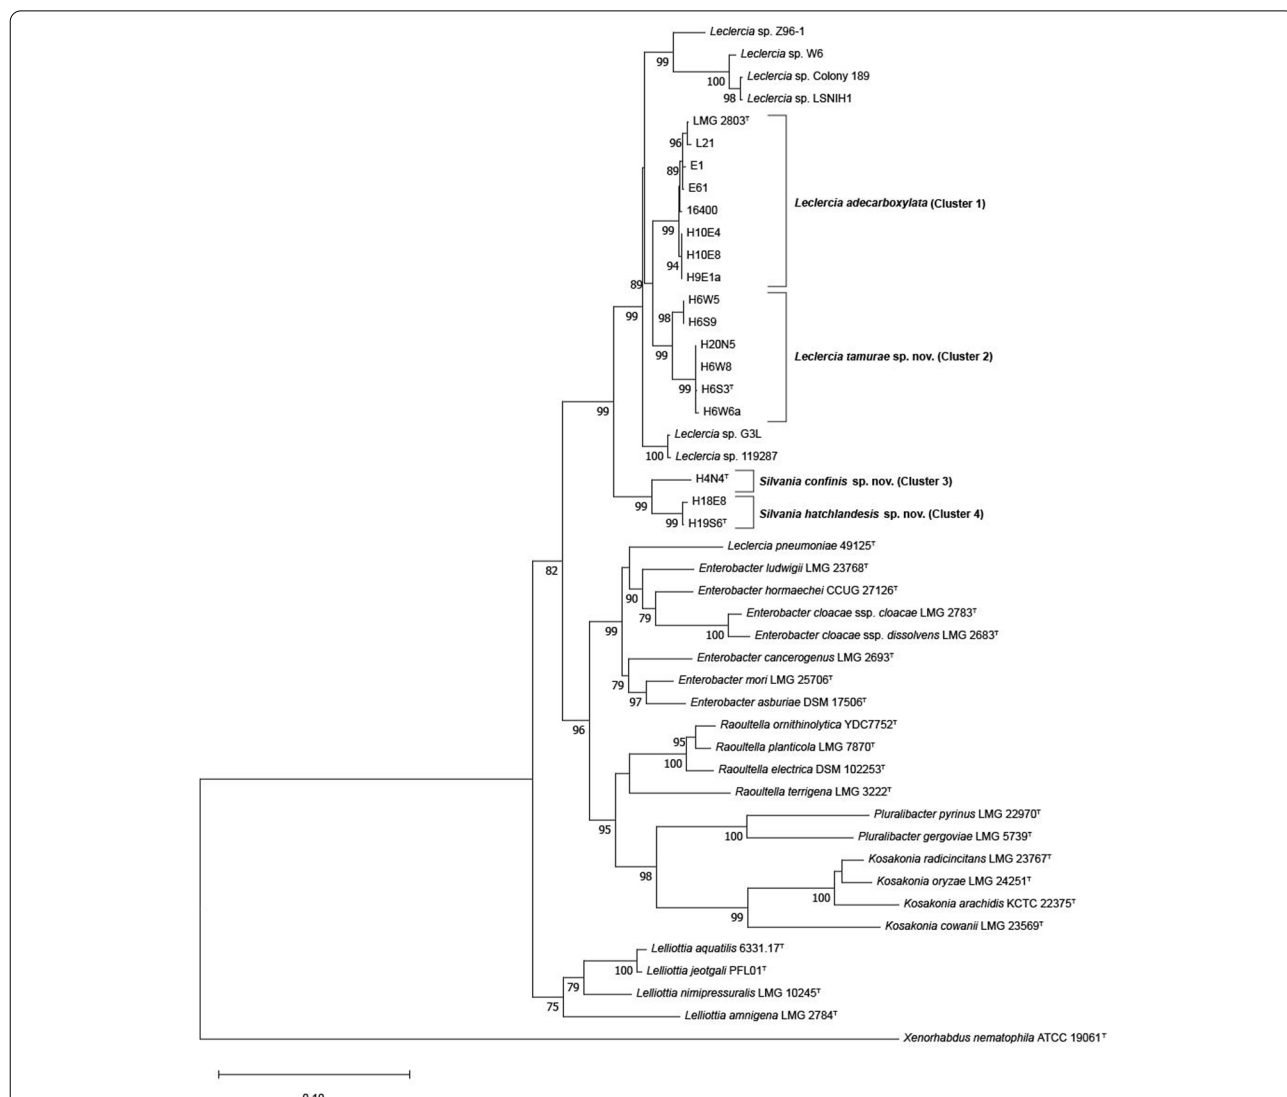 Leclercia sp. Z96-1
99
Leclercia sp. W6
100
Leclercia sp. Colony 189
98
Leclercia sp. LSNIH1
LMG 2803ᵀ
96
L21
E1
89
E61
Leclercia adecarboxylata (Cluster 1)
16400
99
H10E4
H10E8
94
H9E1a
89
H6W5
99
98
H6S9
H20N5
99
Leclercia tamurae sp. nov. (Cluster 2)
H6W8
99
H6S3ᵀ
99
H6W6a
Leclercia sp. G3L
100
Leclercia sp. 119287
H4N4ᵀ
Silvania confinis sp. nov. (Cluster 3)
H18E8
99
Silvania hatchlandesis sp. nov. (Cluster 4)
99
H19S6ᵀ
Leclercia pneumoniae 49125ᵀ
82
Enterobacter ludwigii LMG 23768ᵀ
Enterobacter hormaechei CCUG 27126ᵀ
90
Enterobacter cloacae ssp. cloacae LMG 2783ᵀ
79
99
100
Enterobacter cloacae ssp. dissolvens LMG 2683ᵀ
Enterobacter cancerogenus LMG 2693ᵀ
Enterobacter mori LMG 25706ᵀ
79
97
Enterobacter asburiae DSM 17506ᵀ
Raoultella ornithinolytica YDC7752ᵀ
96
95
Raoultella planticola LMG 7870ᵀ
100
Raoultella electrica DSM 102253ᵀ
Raoultella terrigena LMG 3222ᵀ
Pluralibacter pyrinus LMG 22970ᵀ
95
100
Pluralibacter gergoviae LMG 5739ᵀ
Kosakonia radicincitans LMG 23767ᵀ
98
Kosakonia oryzae LMG 24251ᵀ
100
Kosakonia arachidis KCTC 22375ᵀ
99
Kosakonia cowanii LMG 23569ᵀ
Lelliottia aquatilis 6331.17ᵀ
100
Lelliottia jeotgali PFL01ᵀ
79
Lelliottia nimipressuralis LMG 10245ᵀ
75
Lelliottia amnigena LMG 2784ᵀ
Xenorhabdus nematophila ATCC 19061ᵀ